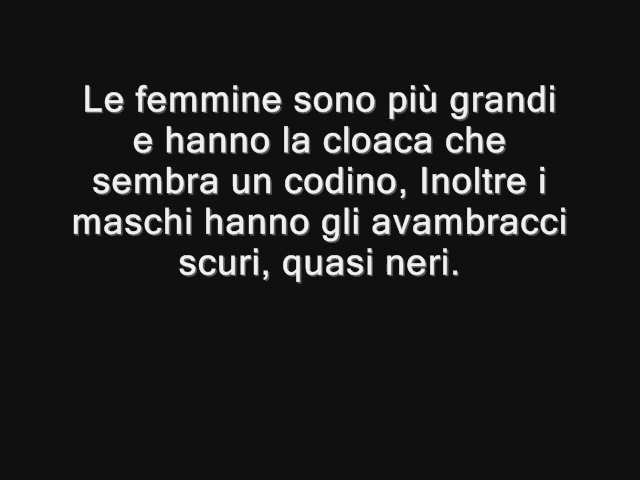 Le femmine sono più grandi
e hanno la cloaca che
sembra un codino, Inoltre i
maschi hanno gli avambracci
scuri, quasi neri.